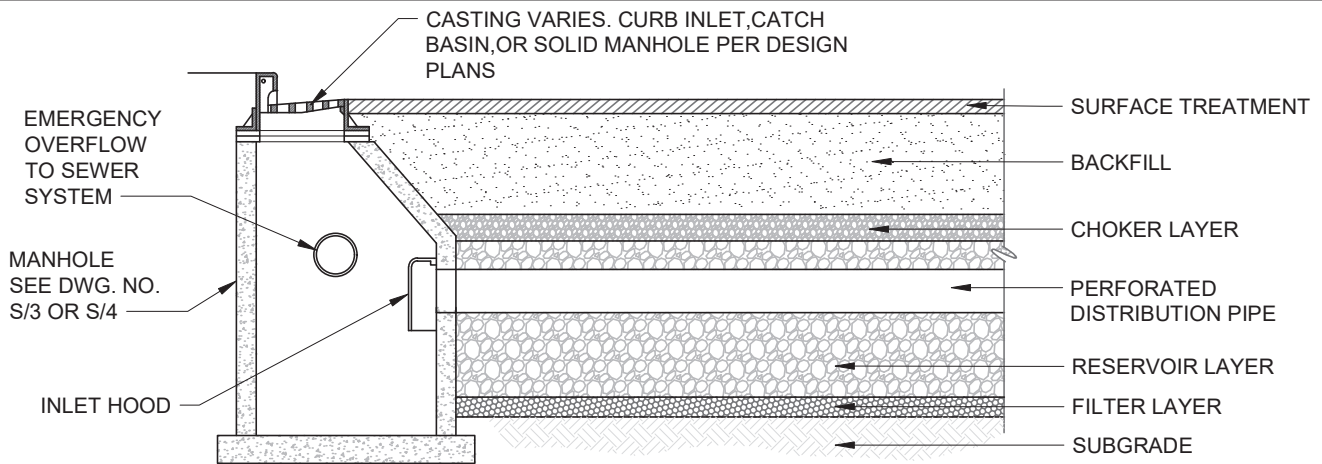 CASTING VARIES. CURB INLET,CATCH
BASIN,OR SOLID MANHOLE PER DESIGN
PLANS
EMERGENCY
OVERFLOW
TO SEWER
SYSTEM
MANHOLE
SEE DWG. NO.
S/3 OR S/4
INLET HOOD
SURFACE TREATMENT
BACKFILL
CHOKER LAYER
PERFORATED
DISTRIBUTION PIPE
RESERVOIR LAYER
FILTER LAYER
SUBGRADE